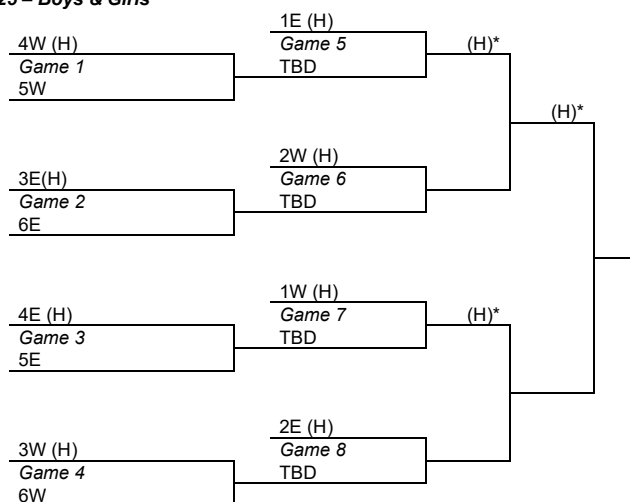 – Boys & Girls
1E (H)
4W (H)
Game 5
(H)*
Game 1
TBD
5W
(H)*
2W (H)
3E(H)
Game 6
Game 2
TBD
6E
1W (H)
4E (H)
Game 7
(H)*
Game 3
TBD
5E
2E (H)
3W (H)
Game 8
Game 4
TBD
6W